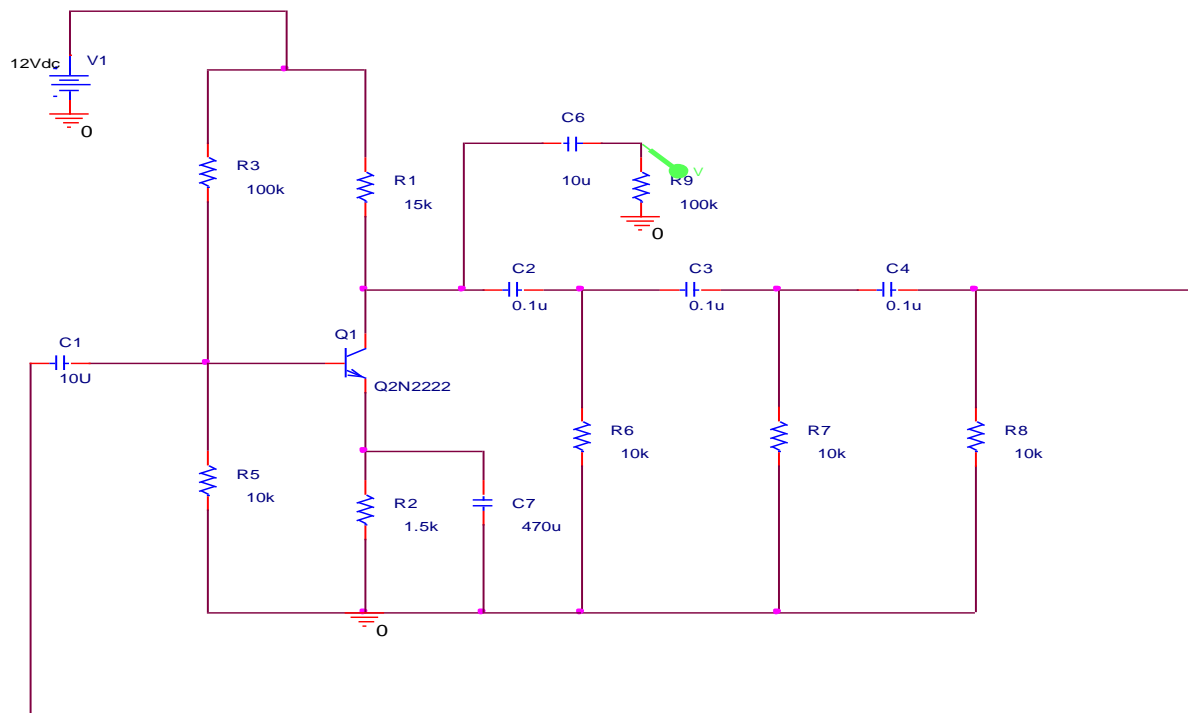 12Vdc
V1
0
R3
100k
R1
15k
C6
10u
V
R9
100k
0
C2
0.1u
C3
0.1u
C4
0.1u
C1
10U
Q1
Q2N2222
R6
10k
R7
10k
R8
10k
R5
10k
R2
1.5k
C7
470u
0